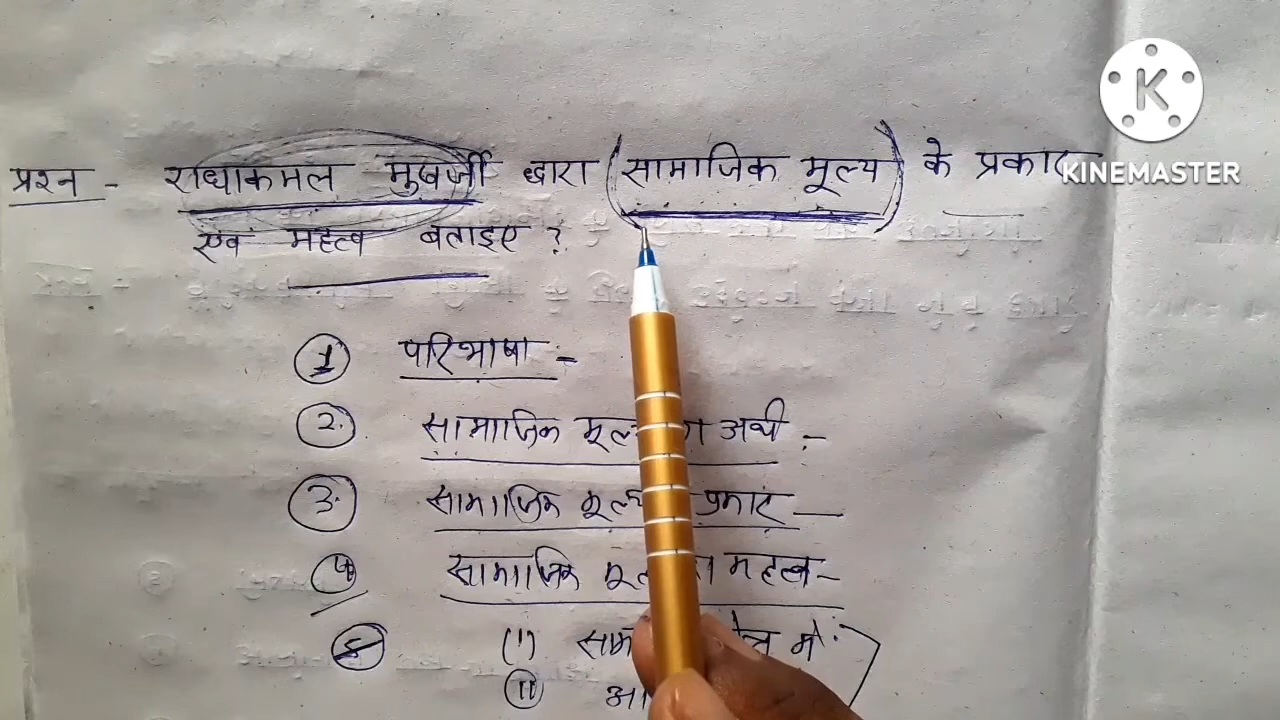 प्रश्न - राधाकमल मुखर्जी द्वारा (सामाजिक मूल्य) के प्रकार
एवं महत्व बताइए ?
1 परिभाषा -
2. सामाजिक अर्थ :-
3. सामाजिक प्रकार —
4 सामाजिक महत्व -
5 (i) में :
(ii)
K
KINEMASTER